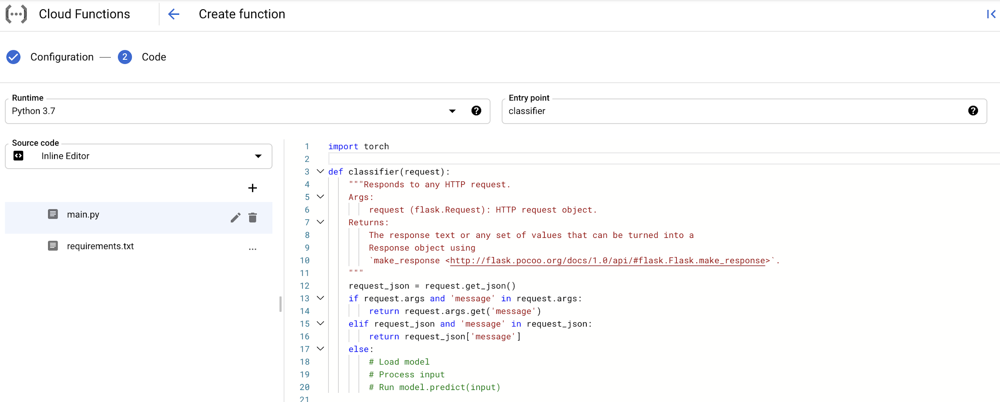 Cloud Functions
Create function
Configuration — 2 Code
Runtime
Python 3.7
Entry point
classifier
Source code
Inline Editor
main.py
requirements.txt
...
1 import torch
2
3 def classifier(request):
4 """Responds to any HTTP request.
5 Args:
6 request (flask.Request): HTTP request object.
7 Returns:
8 The response text or any set of values that can be turned into a
9 Response object using
10 `make_response <http://flask.pocoo.org/docs/1.0/api/#flask.Flask.make_response>`.
11 """
12 request_json = request.get_json()
13 if request.args and 'message' in request.args:
14 return request.args.get('message')
15 elif request_json and 'message' in request_json:
16 return request_json['message']
17 else:
18 # Load model
19 # Process input
20 # Run model.predict(input)
21